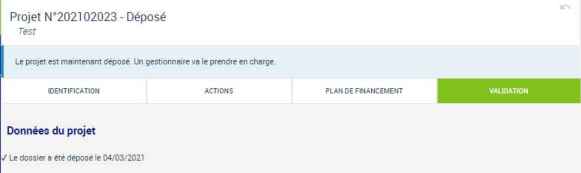 Projet N°202102023 - Déposé
Test
Le projet est maintenant déposé. Un gestionnaire va le prendre en charge.
IDENTIFICATION
ACTIONS
PLAN DE FINANCEMENT
VALIDATION
Données du projet
✓ Le dossier a été déposé le 04/03/2021